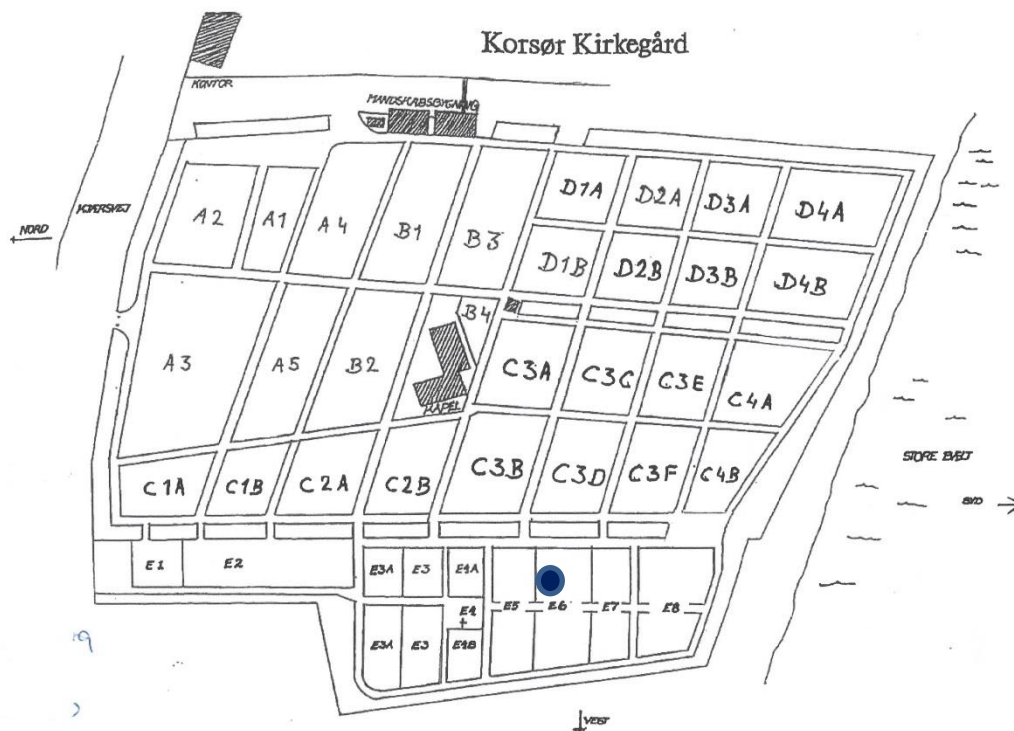 Korsør Kirkegård
KONTOR
MANDSKABSBYGNING
NORD
A2
A1
A4
B1
B3
D1A
D2A
D3A
D4A
D1B
D2B
D3B
D4B
A3
A5
B2
B4
KAPEL
C3A
C3C
C3E
C4A
C1A
C1B
C2A
C2B
C3B
C3D
C3F
C4B
STORE BÆLT
SYD
E1
E2
E3A
E3
E4A
E4
E5
E6
E7
E8
E3A
E3
E4B
VEST